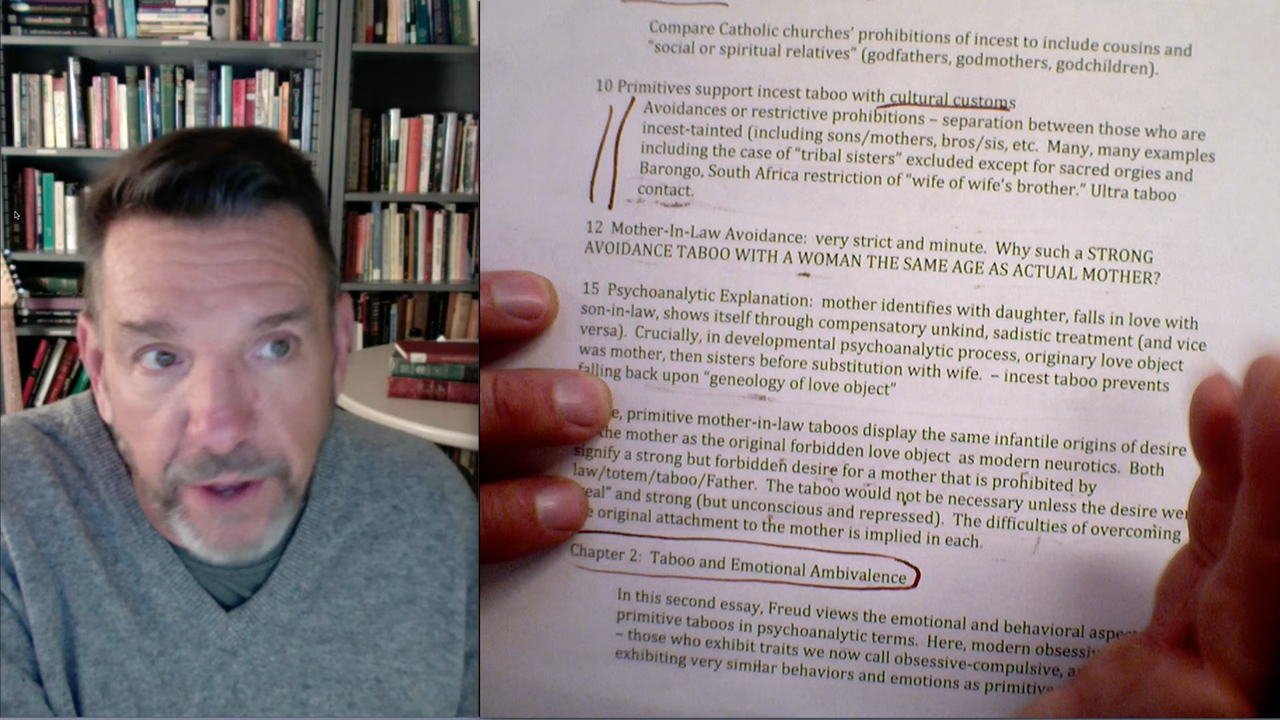 Compare Catholic churches' prohibitions of incest to include cousins and
"social or spiritual relatives" (godfathers, godmothers, godchildren).
10 Primitives support incest taboo with cultural customs
Avoidances or restrictive prohibitions – separation between those who are
incest-tainted (including sons/mothers, bros/sis, etc. Many, many examples
including the case of "tribal sisters" excluded except for sacred orgies and
Barongo, South Africa restriction of "wife of wife's brother." Ultra taboo
contact.
12 Mother-In-Law Avoidance: very strict and minute. Why such a STRONG
AVOIDANCE TABOO WITH A WOMAN THE SAME AGE AS ACTUAL MOTHER?
15 Psychoanalytic Explanation: mother identifies with daughter, falls in love with
son-in-law, shows itself through compensatory unkind, sadistic treatment (and vice
versa). Crucially, in developmental psychoanalytic process, originary love object
was mother, then sisters before substitution with wife. – incest taboo prevents
falling back upon "geneology of love object"
primitive mother-in-law taboos display the same infantile origins of desire
the mother as the original forbidden love object as modern neurotics. Both
signify a strong but forbidden desire for a mother that is prohibited by
law/totem/taboo/Father. The taboo would not be necessary unless the desire
and strong (but unconscious and repressed). The difficulties of overcoming
original attachment to the mother is implied in each.
Chapter 2: Taboo and Emotional Ambivalence
In this second essay, Freud views the emotional and behavioral
primitive taboos in psychoanalytic terms. Here, modern
– those who exhibit traits we now call obsessive-compulsive,
exhibiting very similar behaviors and emotions as